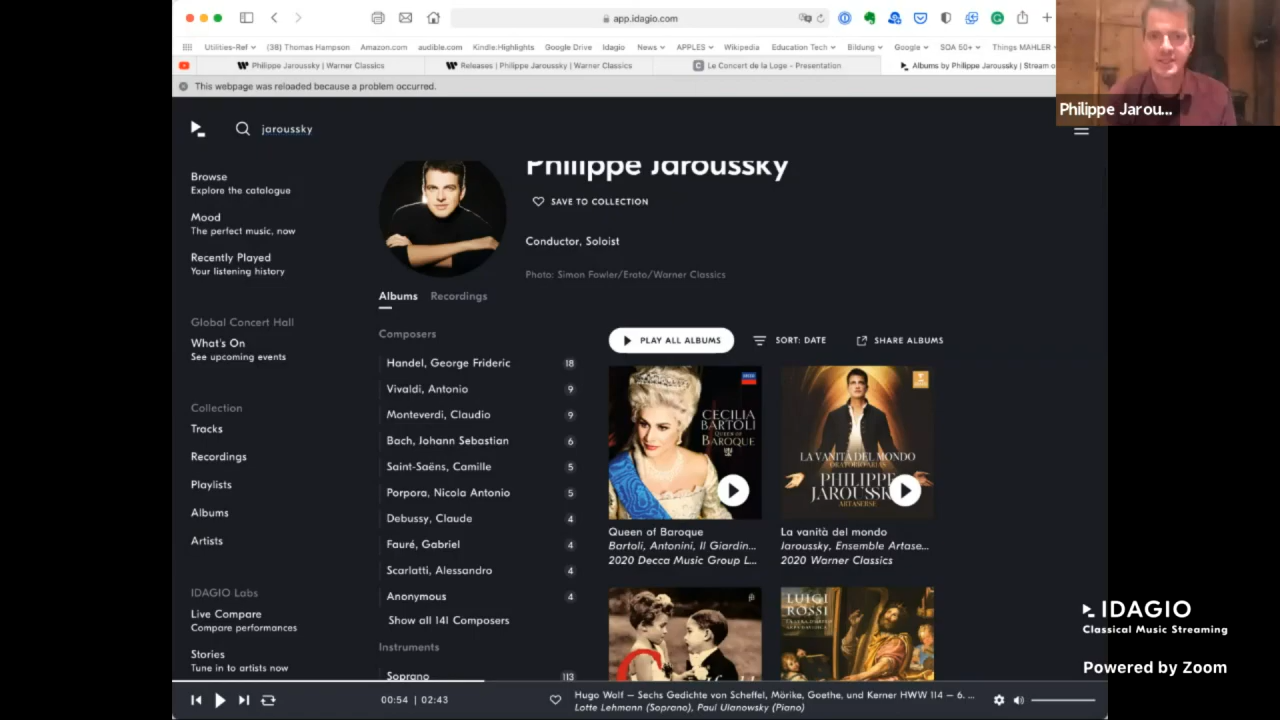 app.idagio.com
Utilities-Ref
(38) Thomas Hampson
Amazon.com
audible.com
Kindle:Highlights
Google Drive
Idagio
News
APPLES
Wikipedia
Education Tech
Bildung
Google
SOA 50+
Things MAHLER
Philippe Jaroussky | Warner Classics
Releases | Philippe Jaroussky | Warner Classics
Le Concert de la Loge - Presentation
Albums by Philippe Jaroussky | Stream o
This webpage was reloaded because a problem occurred.
Philippe Jarou...
jaroussky
Browse
Explore the catalogue
Mood
The perfect music, now
Recently Played
Your listening history
Global Concert Hall
What's On
See upcoming events
Collection
Tracks
Recordings
Playlists
Albums
Artists
IDAGIO Labs
Live Compare
Compare performances
Stories
Tune in to artists now
Philippe Jaroussky
SAVE TO COLLECTION
Conductor, Soloist
Photo: Simon Fowler/Erato/Warner Classics
Albums Recordings
Composers
Handel, George Frideric 18
Vivaldi, Antonio 9
Monteverdi, Claudio 9
Bach, Johann Sebastian 6
Saint-Saëns, Camille 5
Porpora, Nicola Antonio 5
Debussy, Claude 4
Fauré, Gabriel 4
Scarlatti, Alessandro 4
Anonymous 4
Show all 141 Composers
Instruments
Soprano 113
PLAY ALL ALBUMS
SORT: DATE
SHARE ALBUMS
DECCA
CECILIA
BARTOLI
QUEEN OF
BAROQUE
LA VANITÀ DEL MONDO
ORATORIO ARIAS
PHILIPPE
JAROUSSK
ARTASERSE
Queen of Baroque
Bartoli, Antonini, Il Giardin...
2020 Decca Music Group L...
La vanità del mondo
Jaroussky, Ensemble Artase...
2020 Warner Classics
LUIGI
ROSSI
00:54 | 02:43
Hugo Wolf – Sechs Gedichte von Scheffel, Mörike, Goethe, und Kerner HWW 114 – 6. ...
Lotte Lehmann (Soprano), Paul Ulanowsky (Piano)
IDAGIO
Classical Music Streaming
Powered by Zoom